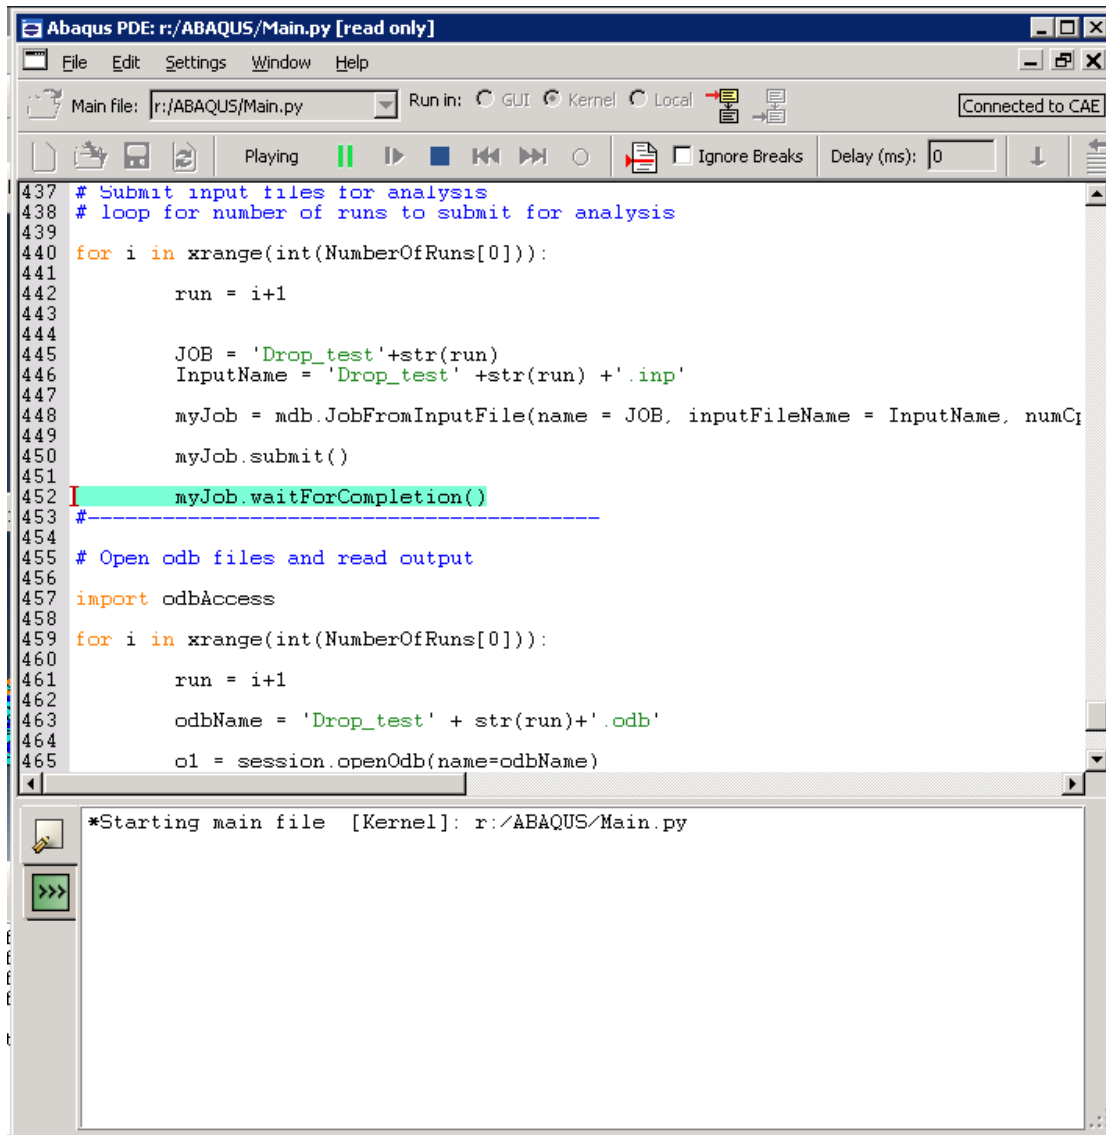 Abaqus PDE: r:/ABAQUS/Main.py [read only]
File Edit Settings Window Help
Main file: r:/ABAQUS/Main.py Run in: GUI Kernel Local Connected to CAE
Playing Ignore Breaks Delay (ms): 0
437 # Submit input files for analysis
438 # loop for number of runs to submit for analysis
439
440 for i in xrange(int(NumberOfRuns[0])):
441
442 run = i+1
443
444
445 JOB = 'Drop_test'+str(run)
446 InputName = 'Drop_test' +str(run) +'.inp'
447
448 myJob = mdb.JobFromInputFile(name = JOB, inputFileName = InputName,
449
450 myJob.submit()
451
452 myJob.waitForCompletion()
453 #-----------------------------------------
454
455 # Open odb files and read output
456
457 import odbAccess
458
459 for i in xrange(int(NumberOfRuns[0])):
460
461 run = i+1
462
463 odbName = 'Drop_test' + str(run)+'.odb'
464
465 o1 = session.openOdb(name=odbName)
*Starting main file [Kernel]: r:/ABAQUS/Main.py
>>>